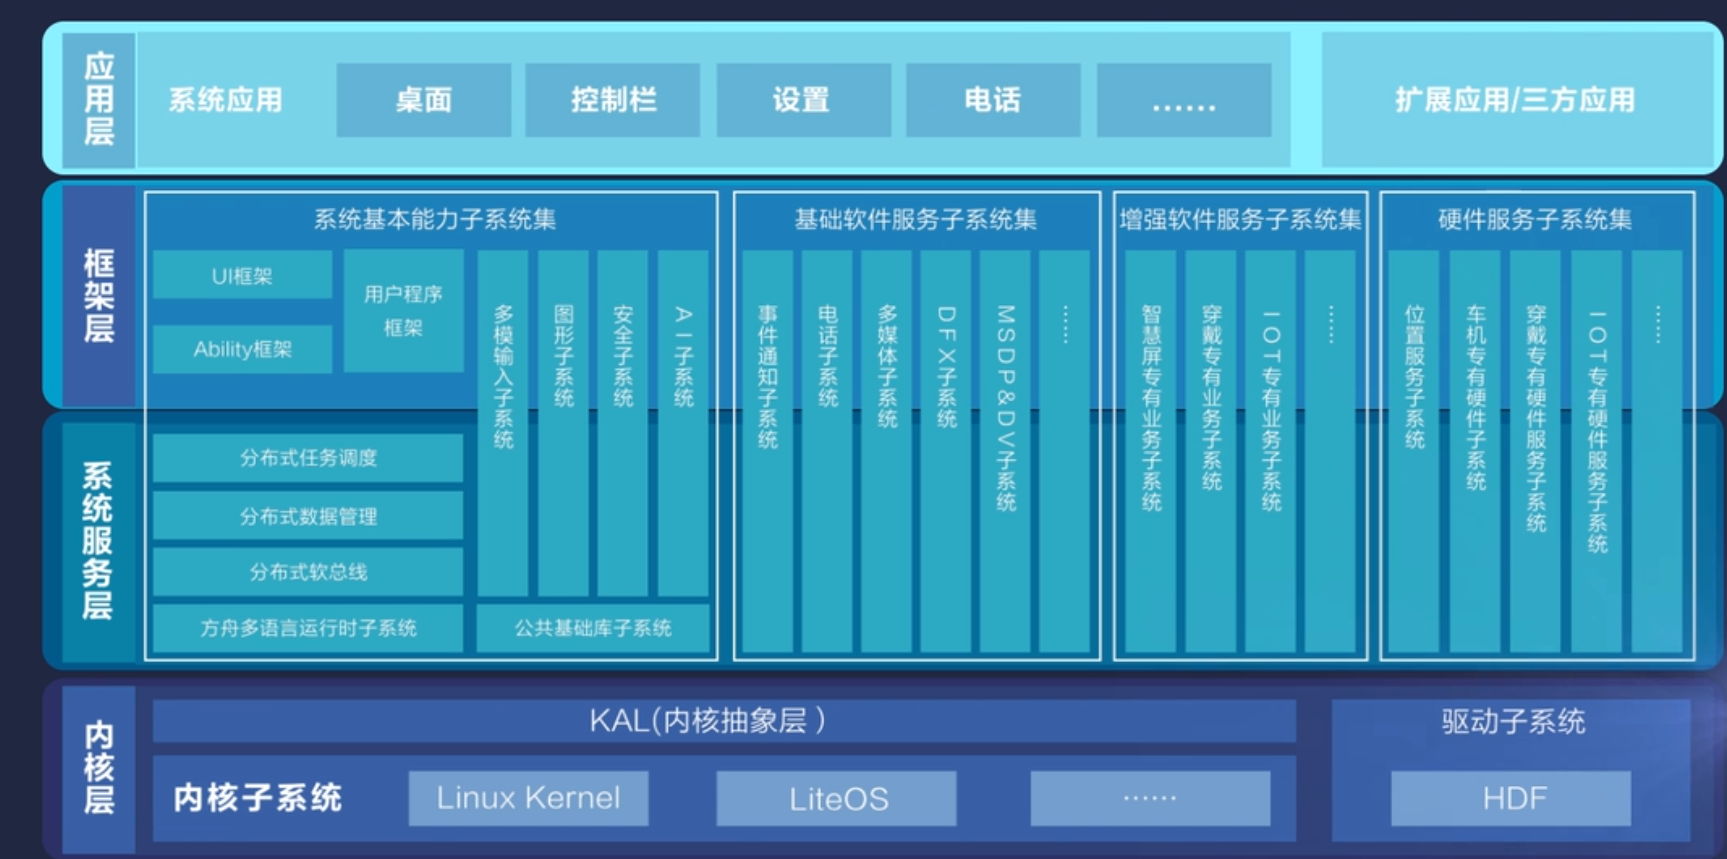 应用层
系统应用
桌面
控制栏
设置
电话
......
扩展应用/三方应用
框架层
系统基本能力子系统集
UI框架
Ability框架
用户程序
框架
多模输入子系统
图形子系统
安全子系统
AI子系统
基础软件服务子系统集
事件通知子系统
电话子系统
多媒体子系统
DFX子系统
MSDP&DV子系统
......
增强软件服务子系统集
智慧屏专有业务子系统
穿戴专有业务子系统
IOT专有业务子系统
......
硬件服务子系统集
位置服务子系统
车机专有硬件子系统
穿戴专有硬件服务子系统
IOT专有硬件服务子系统
......
系统服务层
分布式任务调度
分布式数据管理
分布式软总线
方舟多语言运行时子系统
公共基础库子系统
内核层
KAL(内核抽象层)
内核子系统
Linux Kernel
LiteOS
......
驱动子系统
HDF